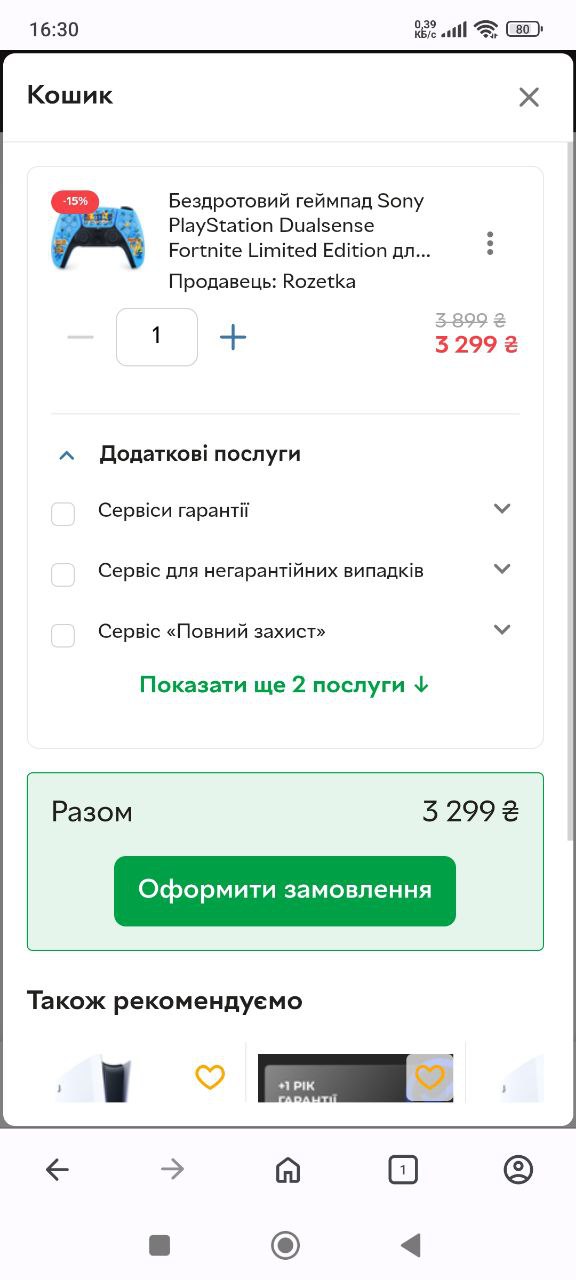 16:30
0,39
КБ/с
80
Кошик
-15%
Бездротовий геймпад Sony
PlayStation Dualsense
Fortnite Limited Edition дл...
Продавець: Rozetka
1
3 899 ₴
3 299 ₴
Додаткові послуги
Сервіси гарантії
Сервіс для негарантійних випадків
Сервіс «Повний захист»
Показати ще 2 послуги ↓
Разом
3 299 ₴
Оформити замовлення
Також рекомендуємо
+1 РІК
ГАРАНТІЇ
1